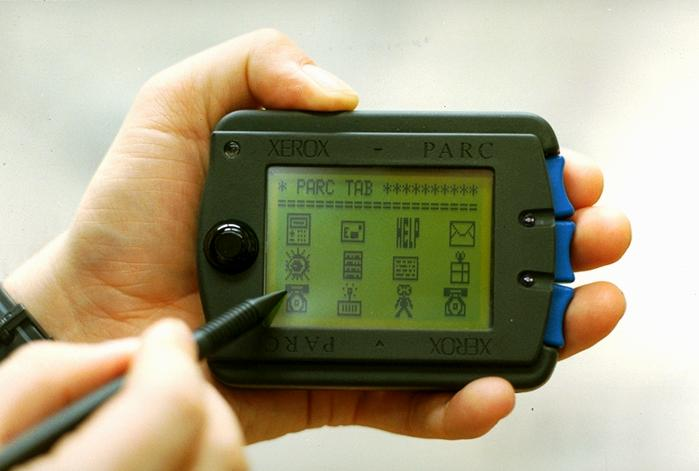 XEROX - PARC
* PARC TAB **********
====================
HELP
XEROX ^ PARC